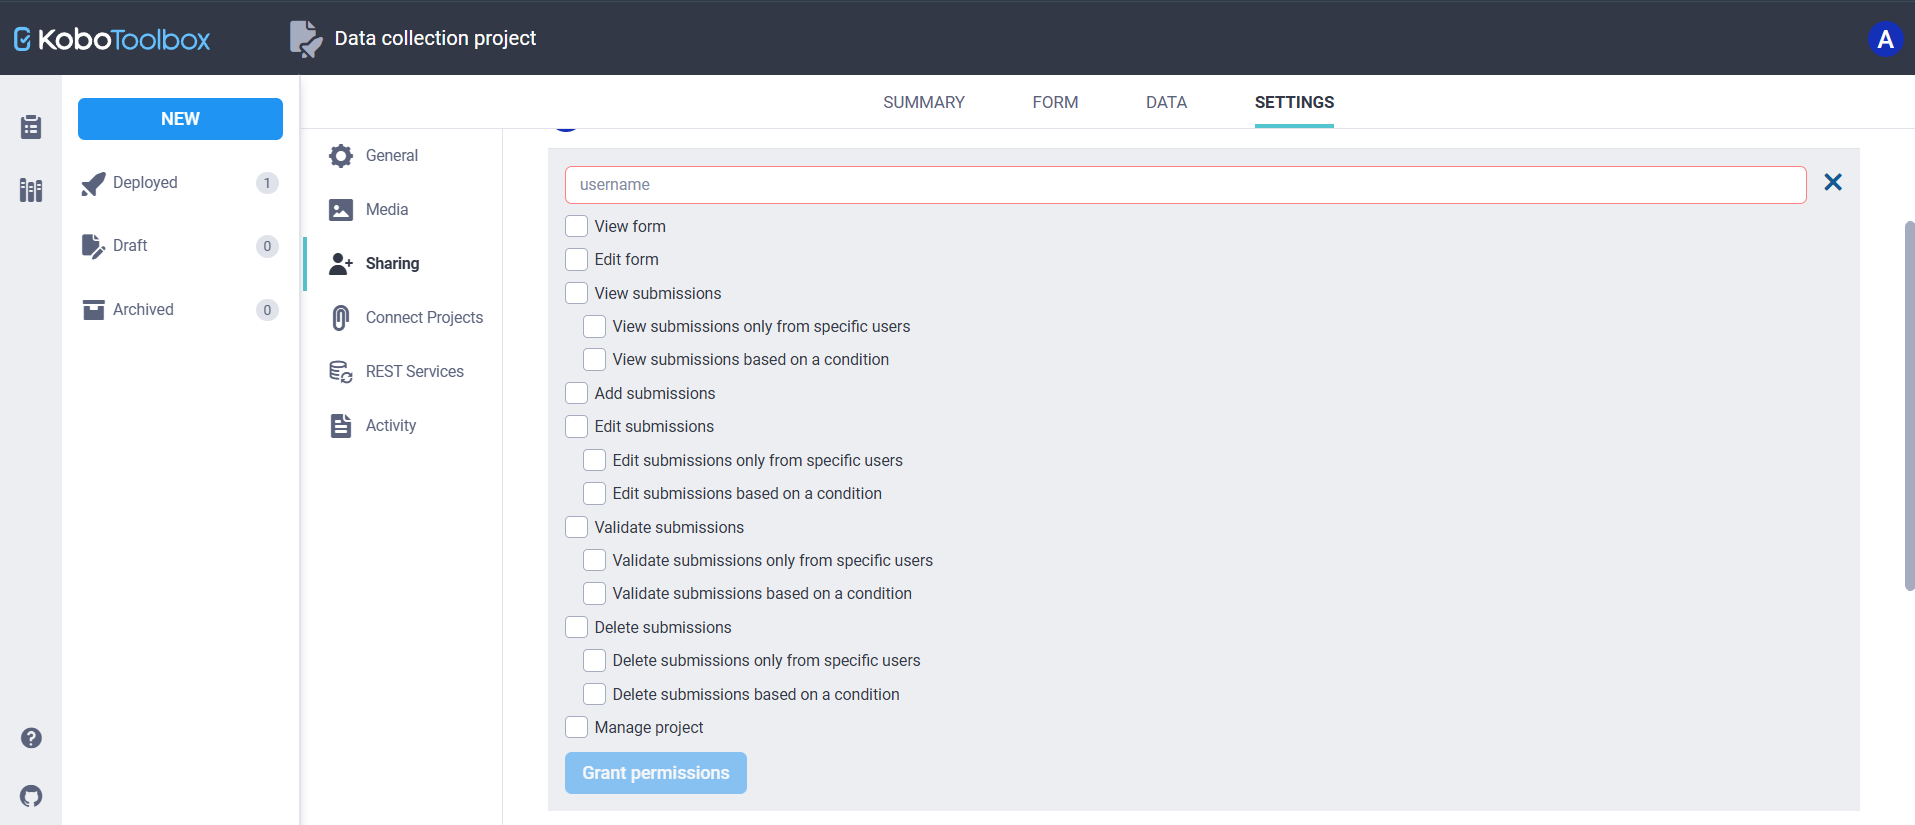 KoboToolbox
Data collection project
A
NEW
Deployed 1
Draft 0
Archived 0
SUMMARY FORM DATA SETTINGS
General
Media
Sharing
Connect Projects
REST Services
Activity
username
View form
Edit form
View submissions
View submissions only from specific users
View submissions based on a condition
Add submissions
Edit submissions
Edit submissions only from specific users
Edit submissions based on a condition
Validate submissions
Validate submissions only from specific users
Validate submissions based on a condition
Delete submissions
Delete submissions only from specific users
Delete submissions based on a condition
Manage project
Grant permissions